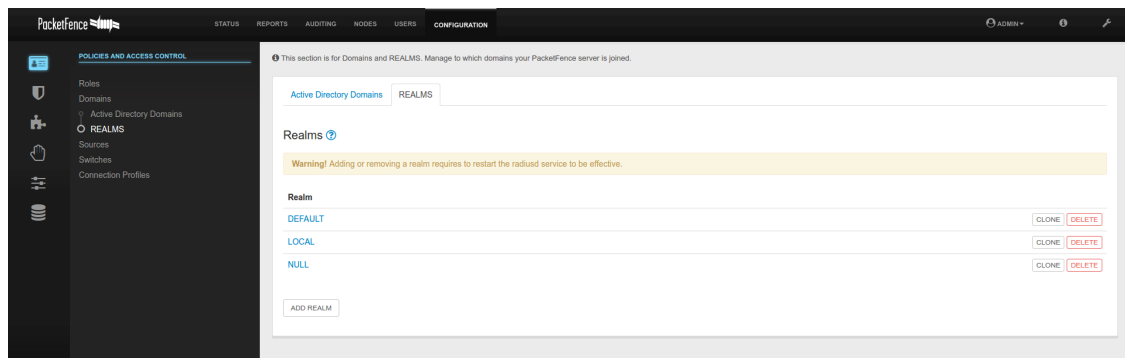 PacketFence
STATUS REPORTS AUDITING NODES USERS CONFIGURATION
ADMIN
POLICIES AND ACCESS CONTROL
Roles
Domains
Active Directory Domains
REALMS
Sources
Switches
Connection Profiles
This section is for Domains and REALMS. Manage to which domains your PacketFence server is joined.
Active Directory Domains REALMS
Realms
Warning! Adding or removing a realm requires to restart the radiusd service to be effective.
Realm
DEFAULT CLONE DELETE
LOCAL CLONE DELETE
NULL CLONE DELETE
ADD REALM